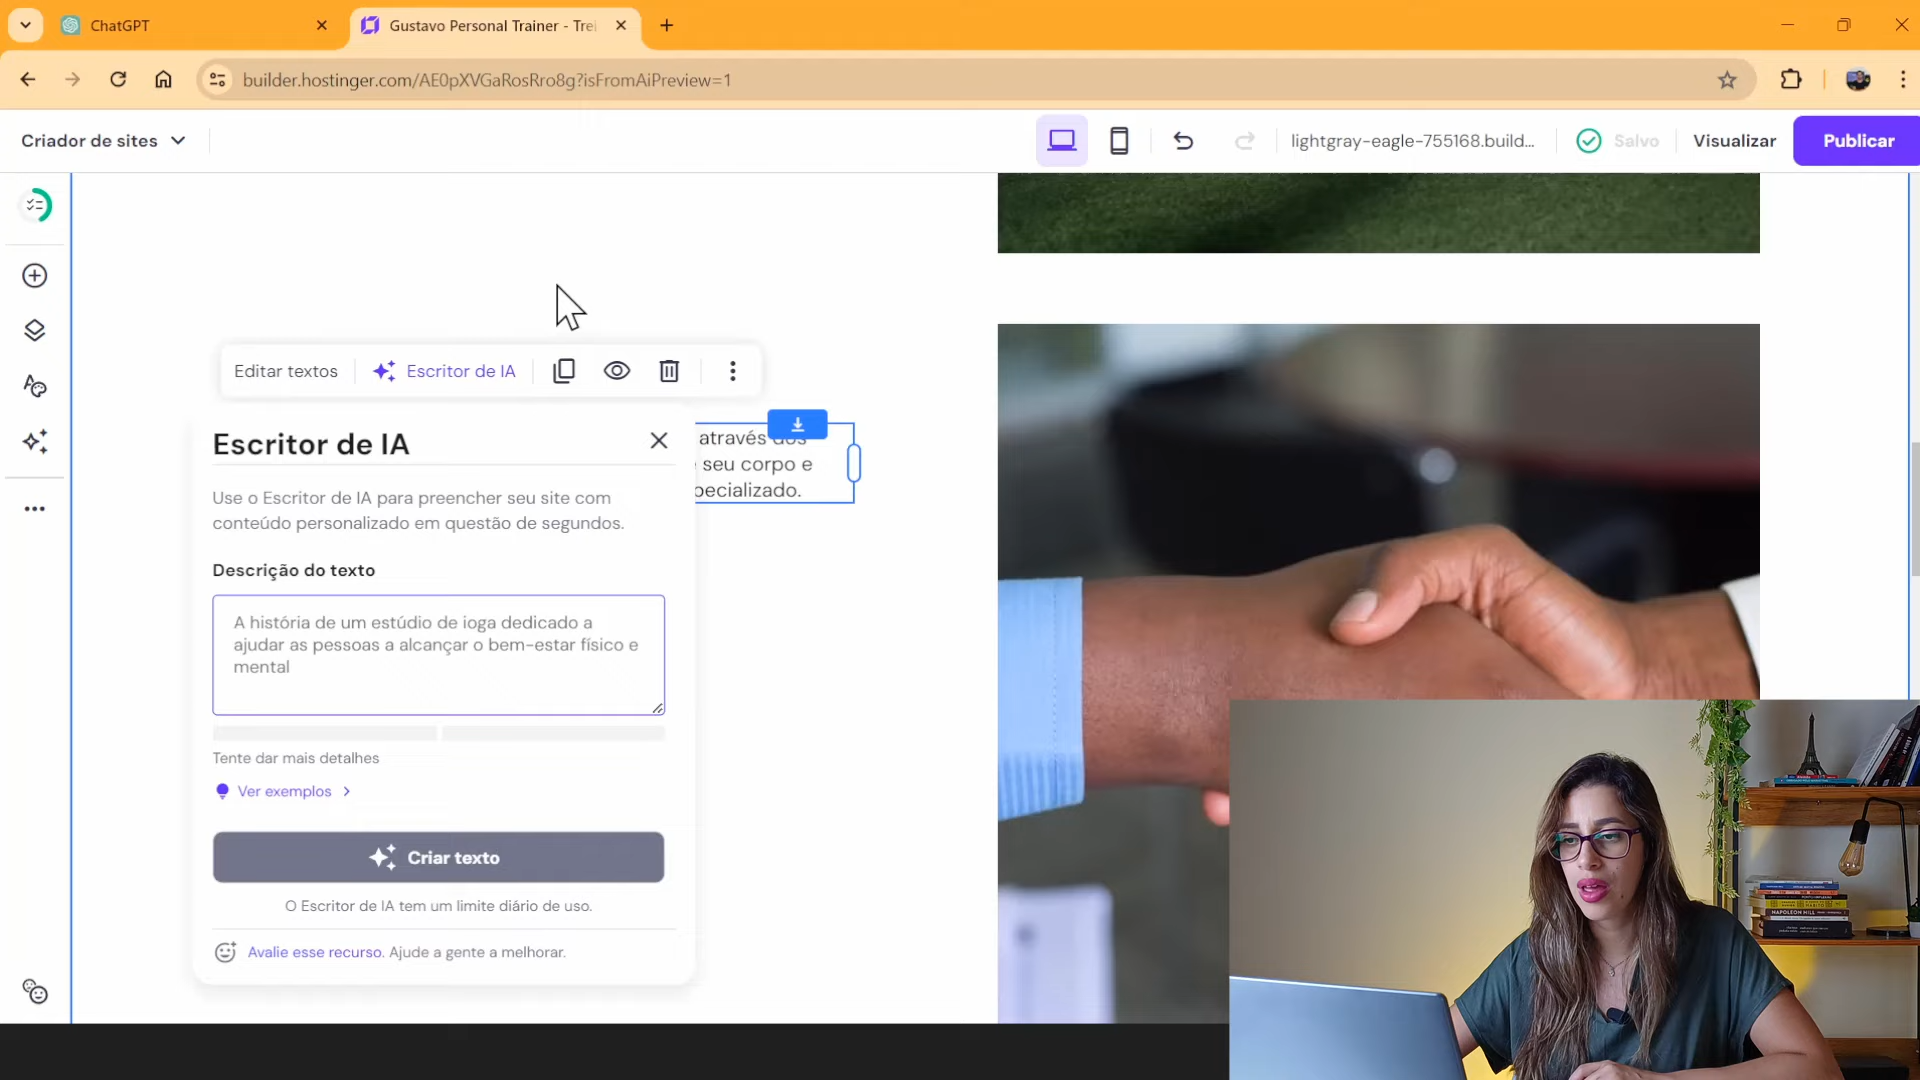 ChatGPT
Gustavo Personal Trainer - Trei
builder.hostinger.com/AE0pXVGaRosRro8g?isFromAiPreview=1
Criador de sites
lightgray-eagle-755168.build...
Salvo
Visualizar
Publicar
Editar textos
Escritor de IA
Escritor de IA
através dos
seu corpo e
pecializado.
Use o Escritor de IA para preencher seu site com
conteúdo personalizado em questão de segundos.
Descrição do texto
A história de um estúdio de ioga dedicado a
ajudar as pessoas a alcançar o bem-estar físico e
mental
Tente dar mais detalhes
Ver exemplos
Criar texto
O Escritor de IA tem um limite diário de uso.
Avalie esse recurso. Ajude a gente a melhorar.
NAPOLEON HILL